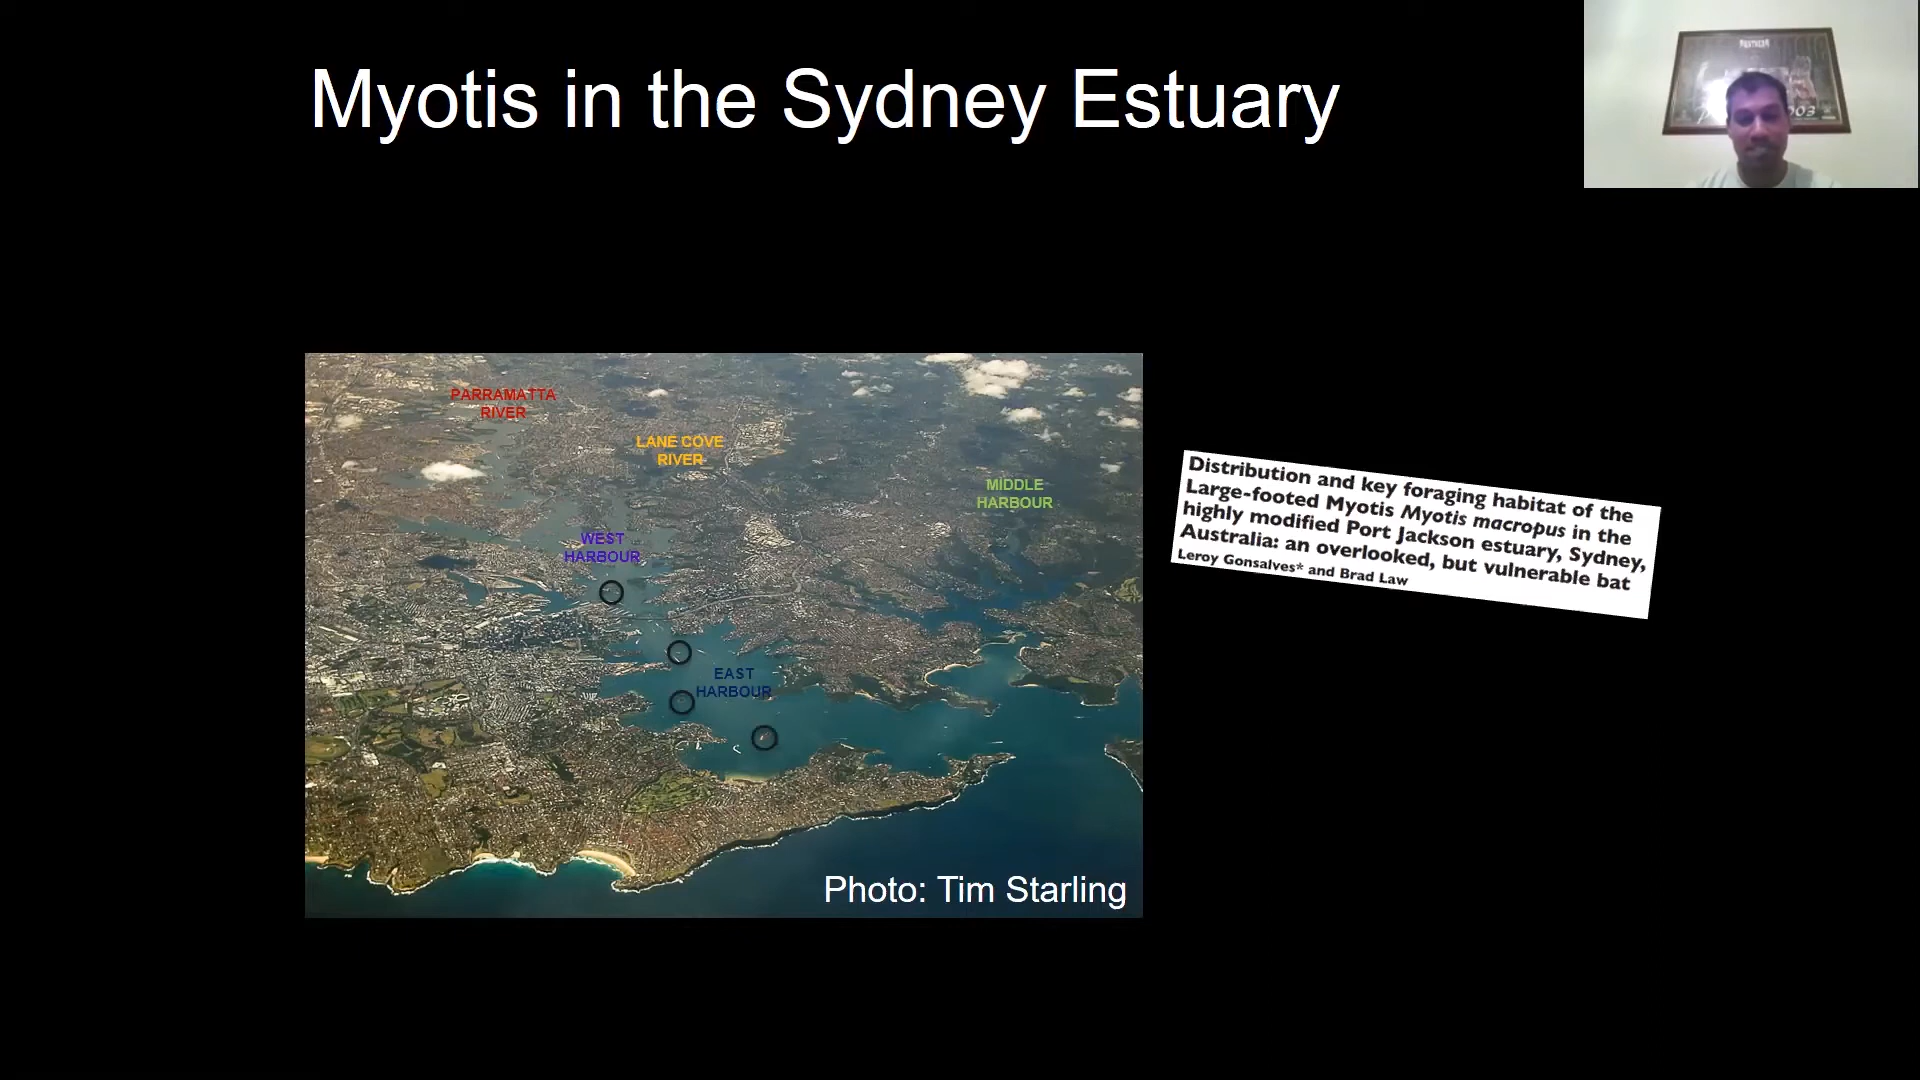 Myotis in the Sydney Estuary
PANTHERS
003
PARRAMATTA
RIVER
LANE COVE
RIVER
MIDDLE
HARBOUR
WEST
HARBOUR
EAST
HARBOUR
Photo: Tim Starling
Distribution and key foraging habitat of the
Large-footed Myotis Myotis macropus in the
highly modified Port Jackson estuary, Sydney,
Australia: an overlooked, but vulnerable bat
Leroy Gonsalves* and Brad Law